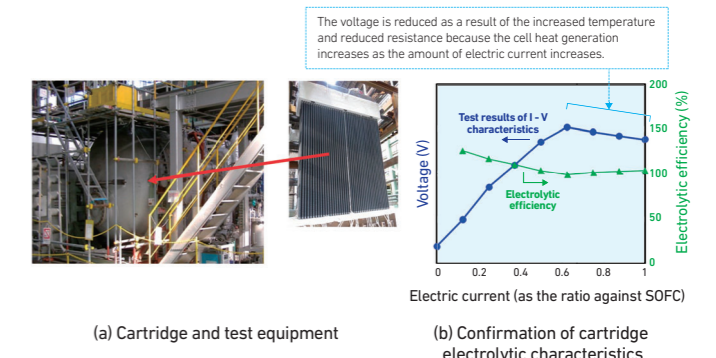 The voltage is reduced as a result of the increased temperature
and reduced resistance because the cell heat generation
increases as the amount of electric current increases.
200
Test results of I - V
characteristics
150
100
Electrolytic
efficiency
50
0
Voltage (V)
Electrolytic efficiency (%)
0 0.2 0.4 0.6 0.8 1
Electric current (as the ratio against SOFC)
(a) Cartridge and test equipment
(b) Confirmation of cartridge
electrolytic characteristics